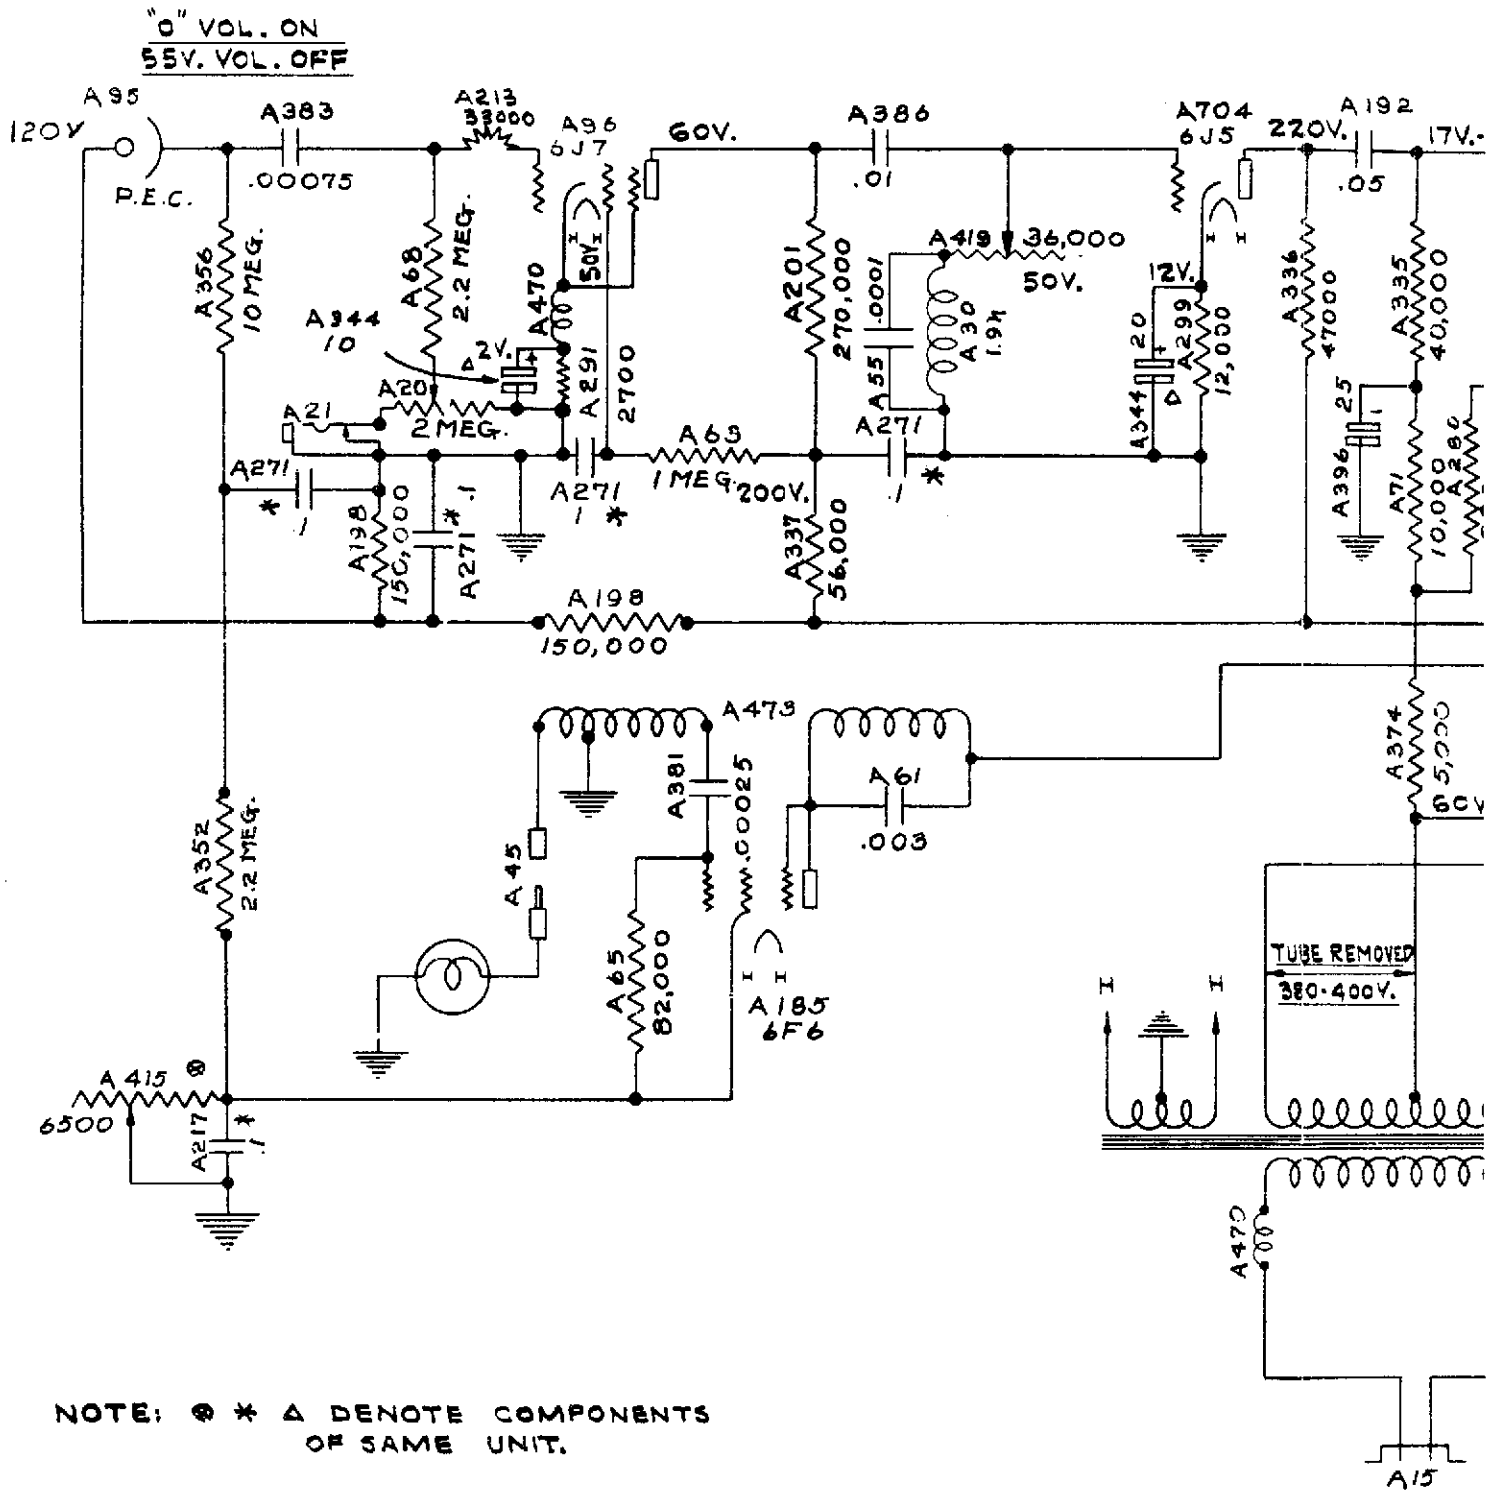 "0" VOL. ON
55V. VOL. OFF
A95
120V
P.E.C.
A383
.00075
A213
33000
A96
6J7
60V.
A386
.01
A704
6J5
220V.
A192
.05
17V.-
A356
10 MEG.
A68
2.2 MEG.
A344
10
A470
50V.
2V.
Δ
A291
2700
A20
2 MEG.
A21
A271
*
.1
A198
150,000
A271
*
.1
A271
.1
*
A63
1 MEG.
200V.
A201
270,000
A337
56,000
A55
.0001
A30
1.9h
A419
36,000
50V.
A271
.1
*
12V.
A344
20
Δ
A299
12,000
A336
47000
A335
40,000
A396
25
A71
10,000
A280
A198
150,000
A374
5,000
60V
A473
A381
.00025
A61
.003
A45
A65
82,000
A185
6F6
A352
2.2 MEG.
A415
⊗
6500
A217
*
.1
H
H
TUBE REMOVED
380-400V.
A470
A15
NOTE: ⊗ * Δ DENOTE COMPONENTS
OF SAME UNIT.